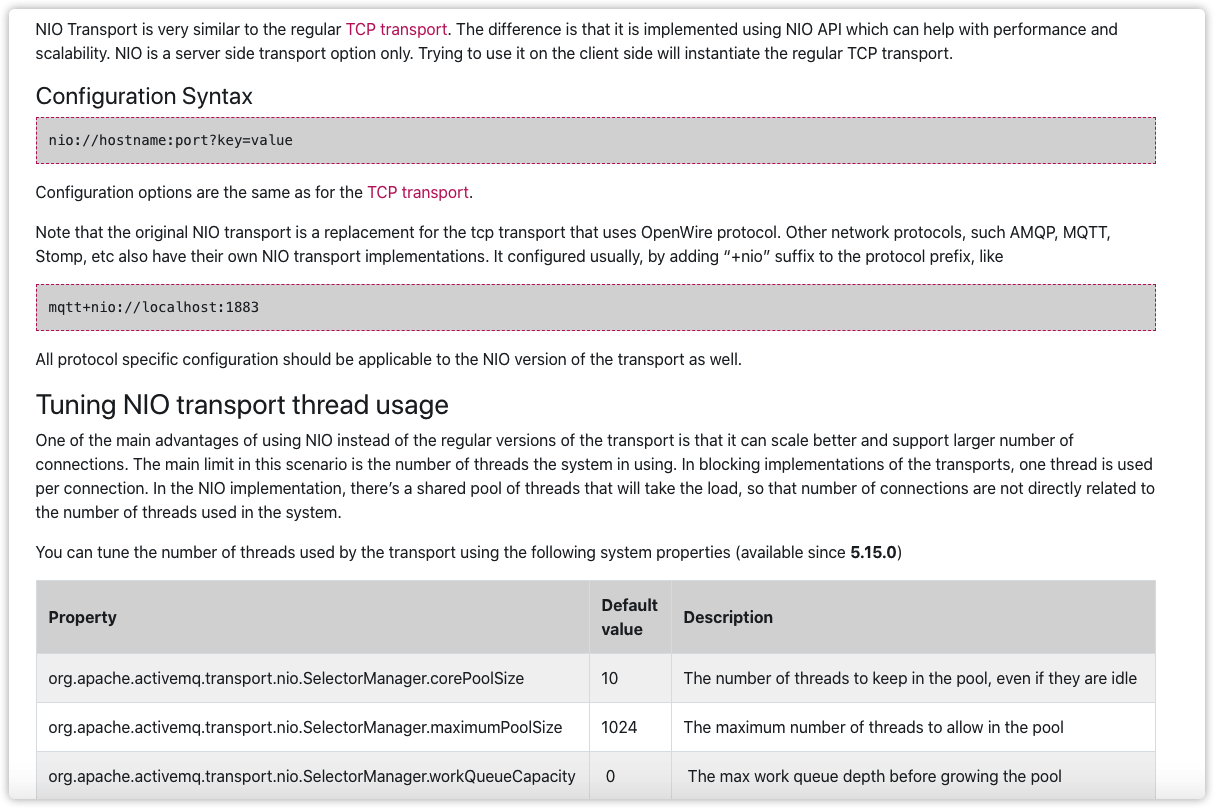 NIO Transport is very similar to the regular TCP transport. The difference is that it is implemented using NIO API which can help with performance and
scalability. NIO is a server side transport option only. Trying to use it on the client side will instantiate the regular TCP transport.
Configuration Syntax
nio://hostname:port?key=value
Configuration options are the same as for the TCP transport.
Note that the original NIO transport is a replacement for the tcp transport that uses OpenWire protocol. Other network protocols, such AMQP, MQTT,
Stomp, etc also have their own NIO transport implementations. It configured usually, by adding “+nio” suffix to the protocol prefix, like
mqtt+nio://localhost:1883
All protocol specific configuration should be applicable to the NIO version of the transport as well.
Tuning NIO transport thread usage
One of the main advantages of using NIO instead of the regular versions of the transport is that it can scale better and support larger number of
connections. The main limit in this scenario is the number of threads the system in using. In blocking implementations of the transports, one thread is used
per connection. In the NIO implementation, there’s a shared pool of threads that will take the load, so that number of connections are not directly related to
the number of threads used in the system.
You can tune the number of threads used by the transport using the following system properties (available since 5.15.0)
Property Default value Description
org.apache.activemq.transport.nio.SelectorManager.corePoolSize 10 The number of threads to keep in the pool, even if they are idle
org.apache.activemq.transport.nio.SelectorManager.maximumPoolSize 1024 The maximum number of threads to allow in the pool
org.apache.activemq.transport.nio.SelectorManager.workQueueCapacity 0 The max work queue depth before growing the pool